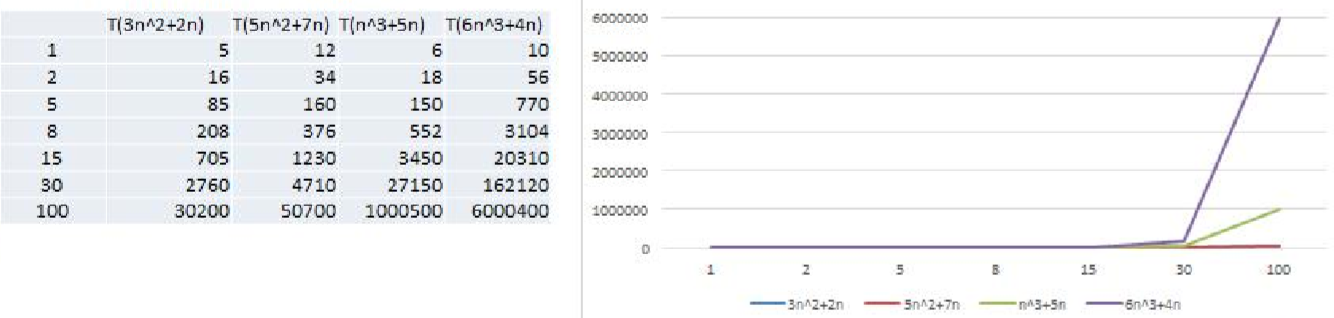 T(3n^2+2n) T(5n^2+7n) T(n^3+5n) T(6n^3+4n)
1 5 12 6 10
2 16 34 18 56
5 85 160 150 770
8 208 376 552 3104
15 705 1230 3450 20310
30 2760 4710 27150 162120
100 30200 50700 1000500 6000400
6000000
5000000
4000000
3000000
2000000
1000000
0
1 2 5 8 15 30 100
3n^2+2n 5n^2+7n n^3+5n 6n^3+4n